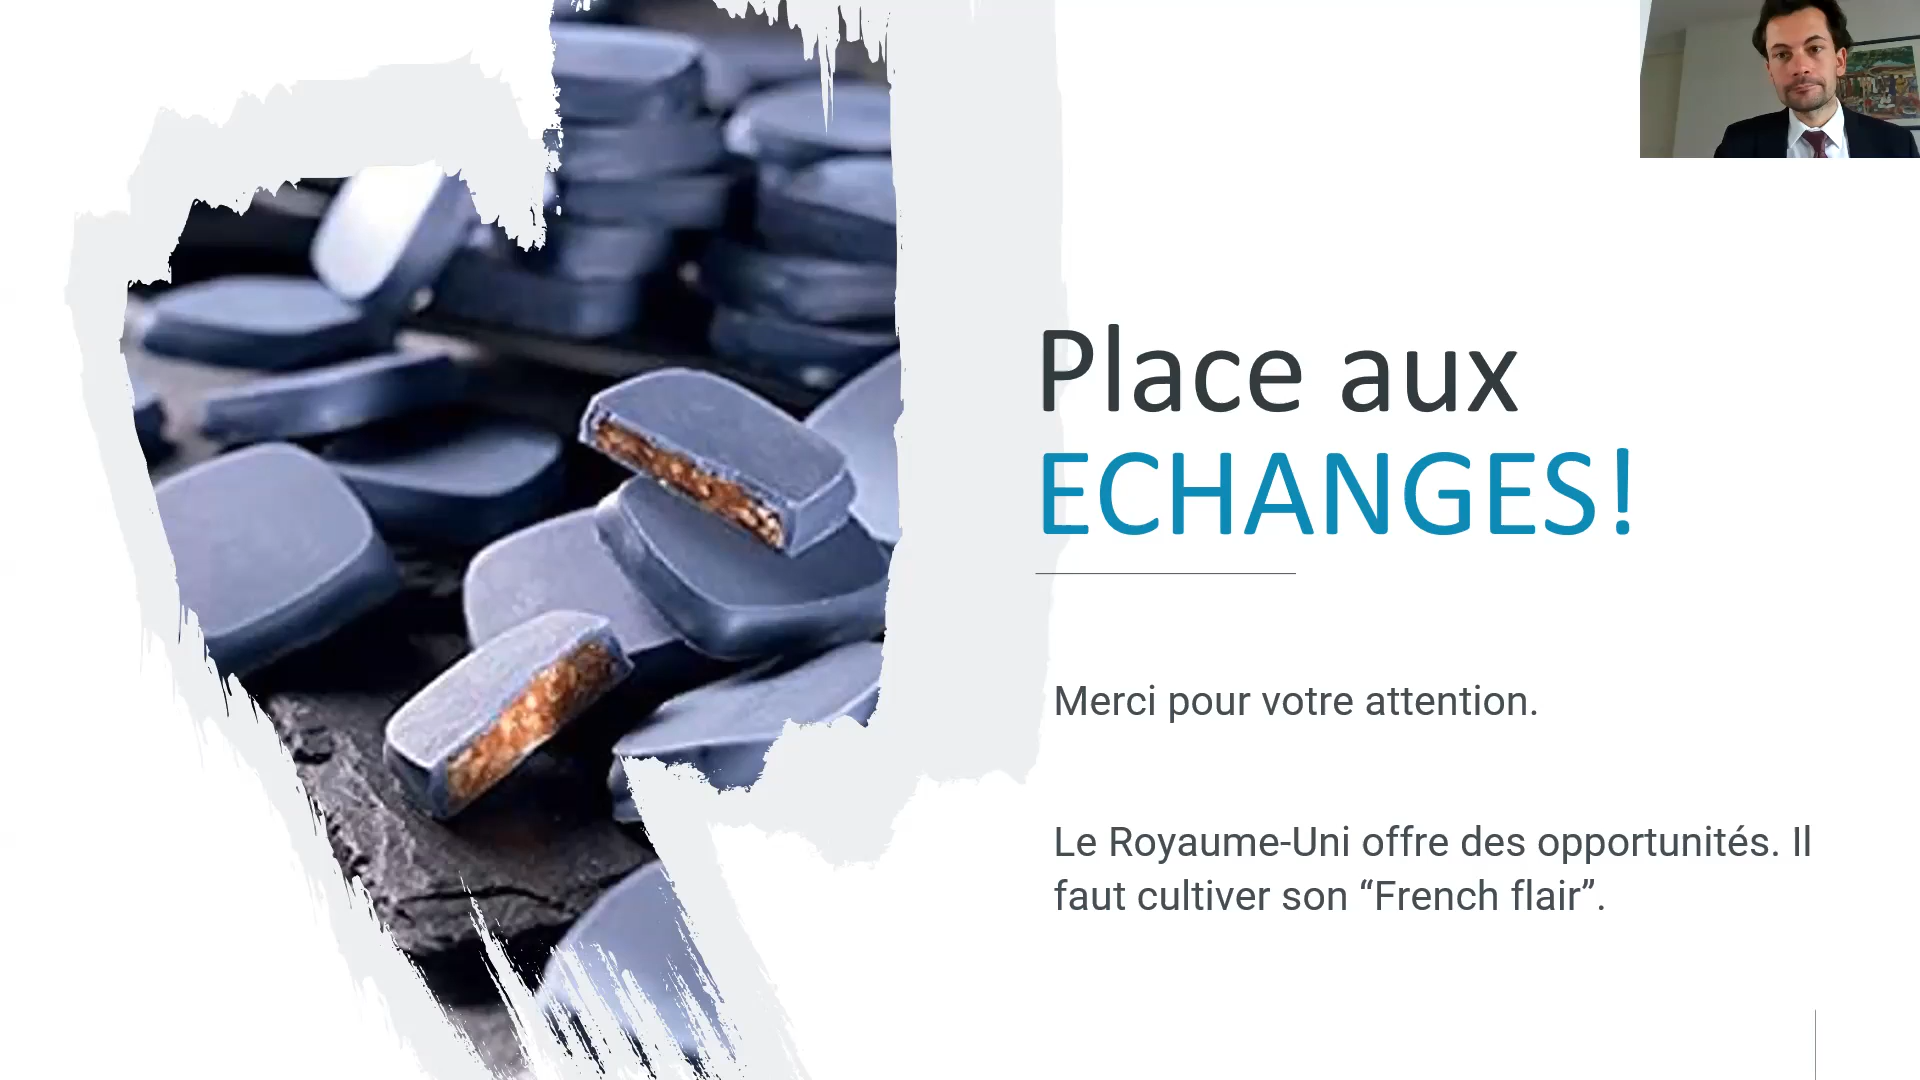 Place aux
ECHANGES!
Merci pour votre attention.
Le Royaume-Uni offre des opportunités. Il
faut cultiver son “French flair”.